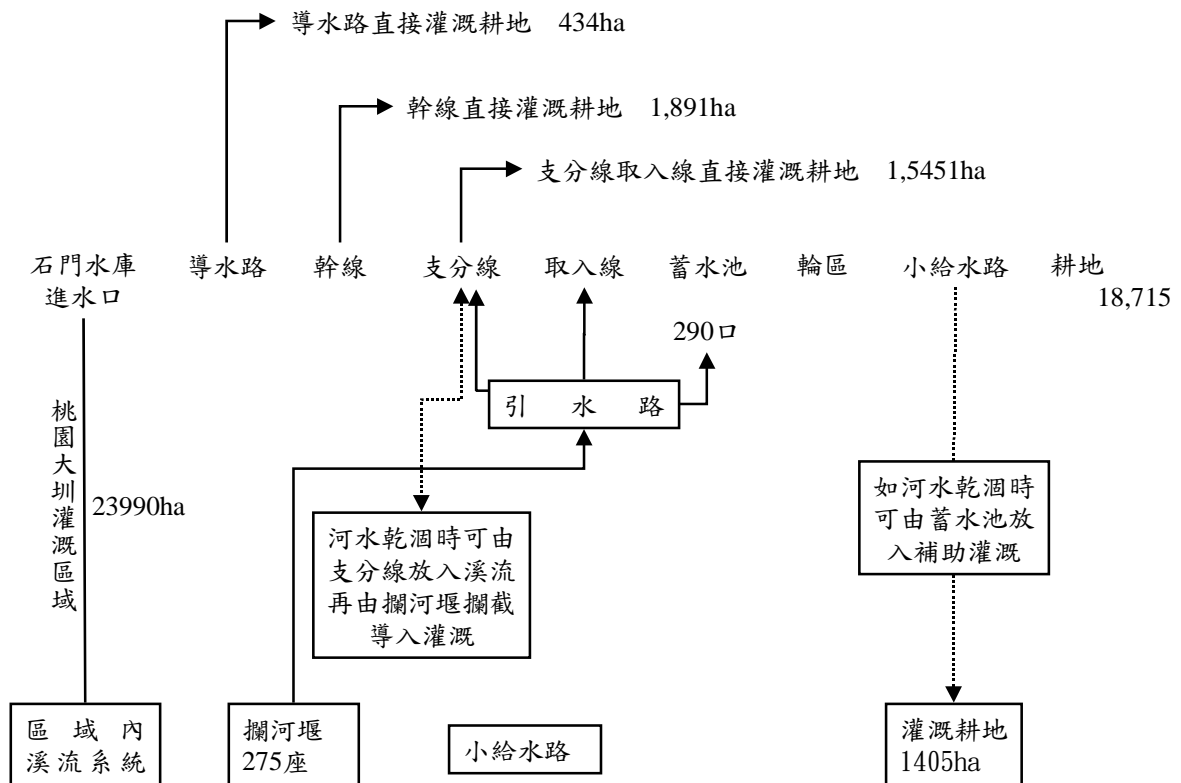 導水路直接灌溉耕地 434ha
幹線直接灌溉耕地 1,891ha
支分線取入線直接灌溉耕地 1,5451ha
石門水庫
進水口
導水路
幹線
支分線
取入線
蓄水池
輪區
小給水路
耕地
18,715
290口
引水路
桃園大圳灌溉區域
23990ha
河水乾涸時可由
支分線放入溪流
再由攔河堰攔截
導入灌溉
如河水乾涸時
可由蓄水池放
入補助灌溉
區域內
溪流系統
攔河堰
275座
小給水路
灌溉耕地
1405ha